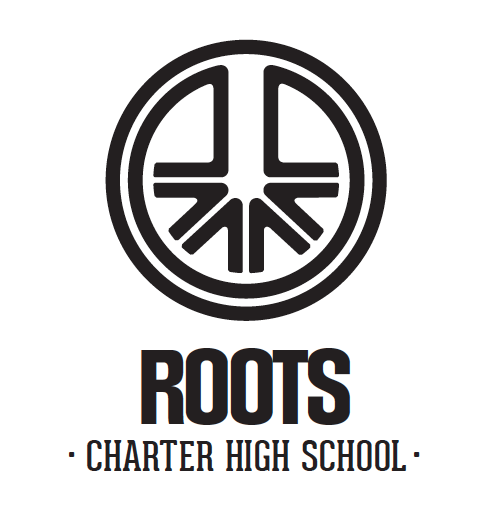 ROOTS
· CHARTER HIGH SCHOOL ·